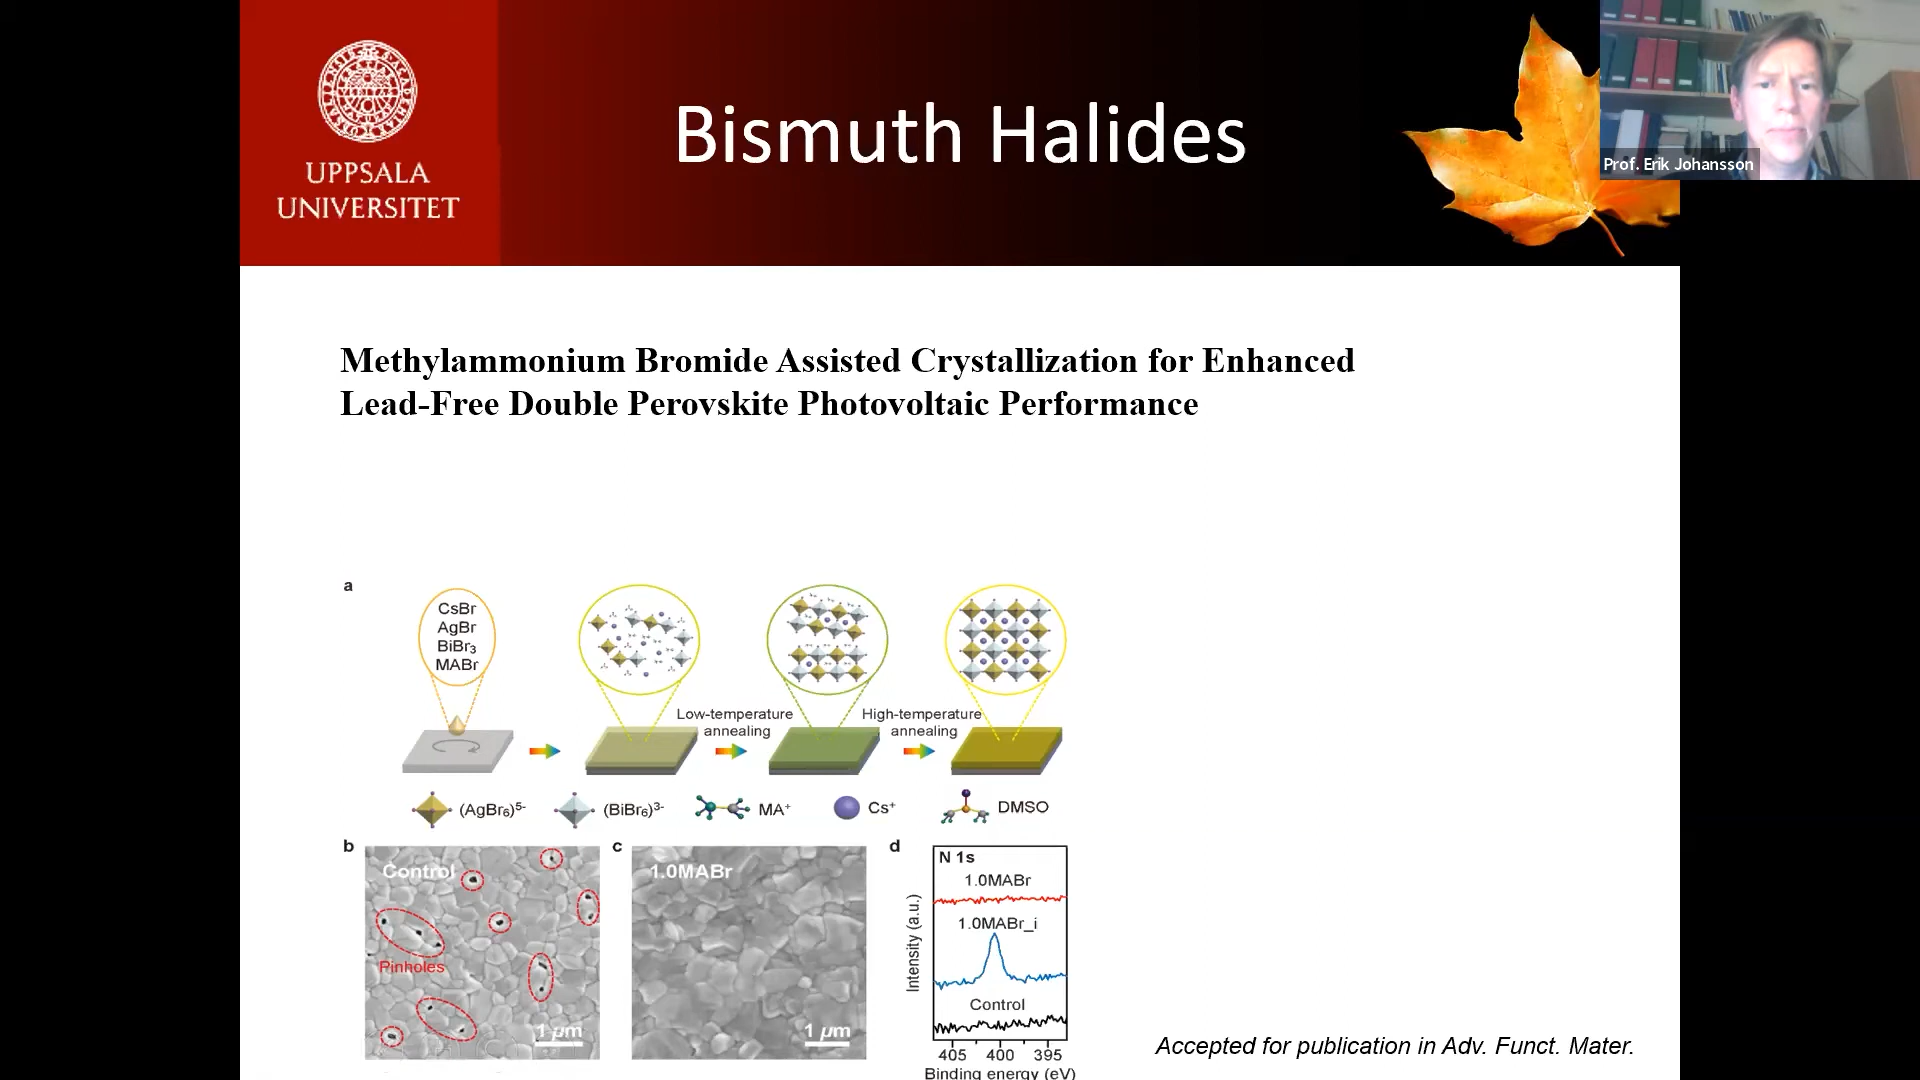 UPPSALA
UNIVERSITET
Bismuth Halides
Prof. Erik Johansson
Methylammonium Bromide Assisted Crystallization for Enhanced
Lead-Free Double Perovskite Photovoltaic Performance
a
CsBr
AgBr
BiBr₃
MABr
Low-temperature
annealing
High-temperature
annealing
(AgBr₆)⁵⁻
(BiBr₆)³⁻
MA⁺
Cs⁺
DMSO
b
Control
Pinholes
1 μm
c
1.0MABr
1 μm
d
N 1s
1.0MABr
1.0MABr_i
Control
Intensity (a.u.)
405 400 395
Binding energy (eV)
Accepted for publication in Adv. Funct. Mater.